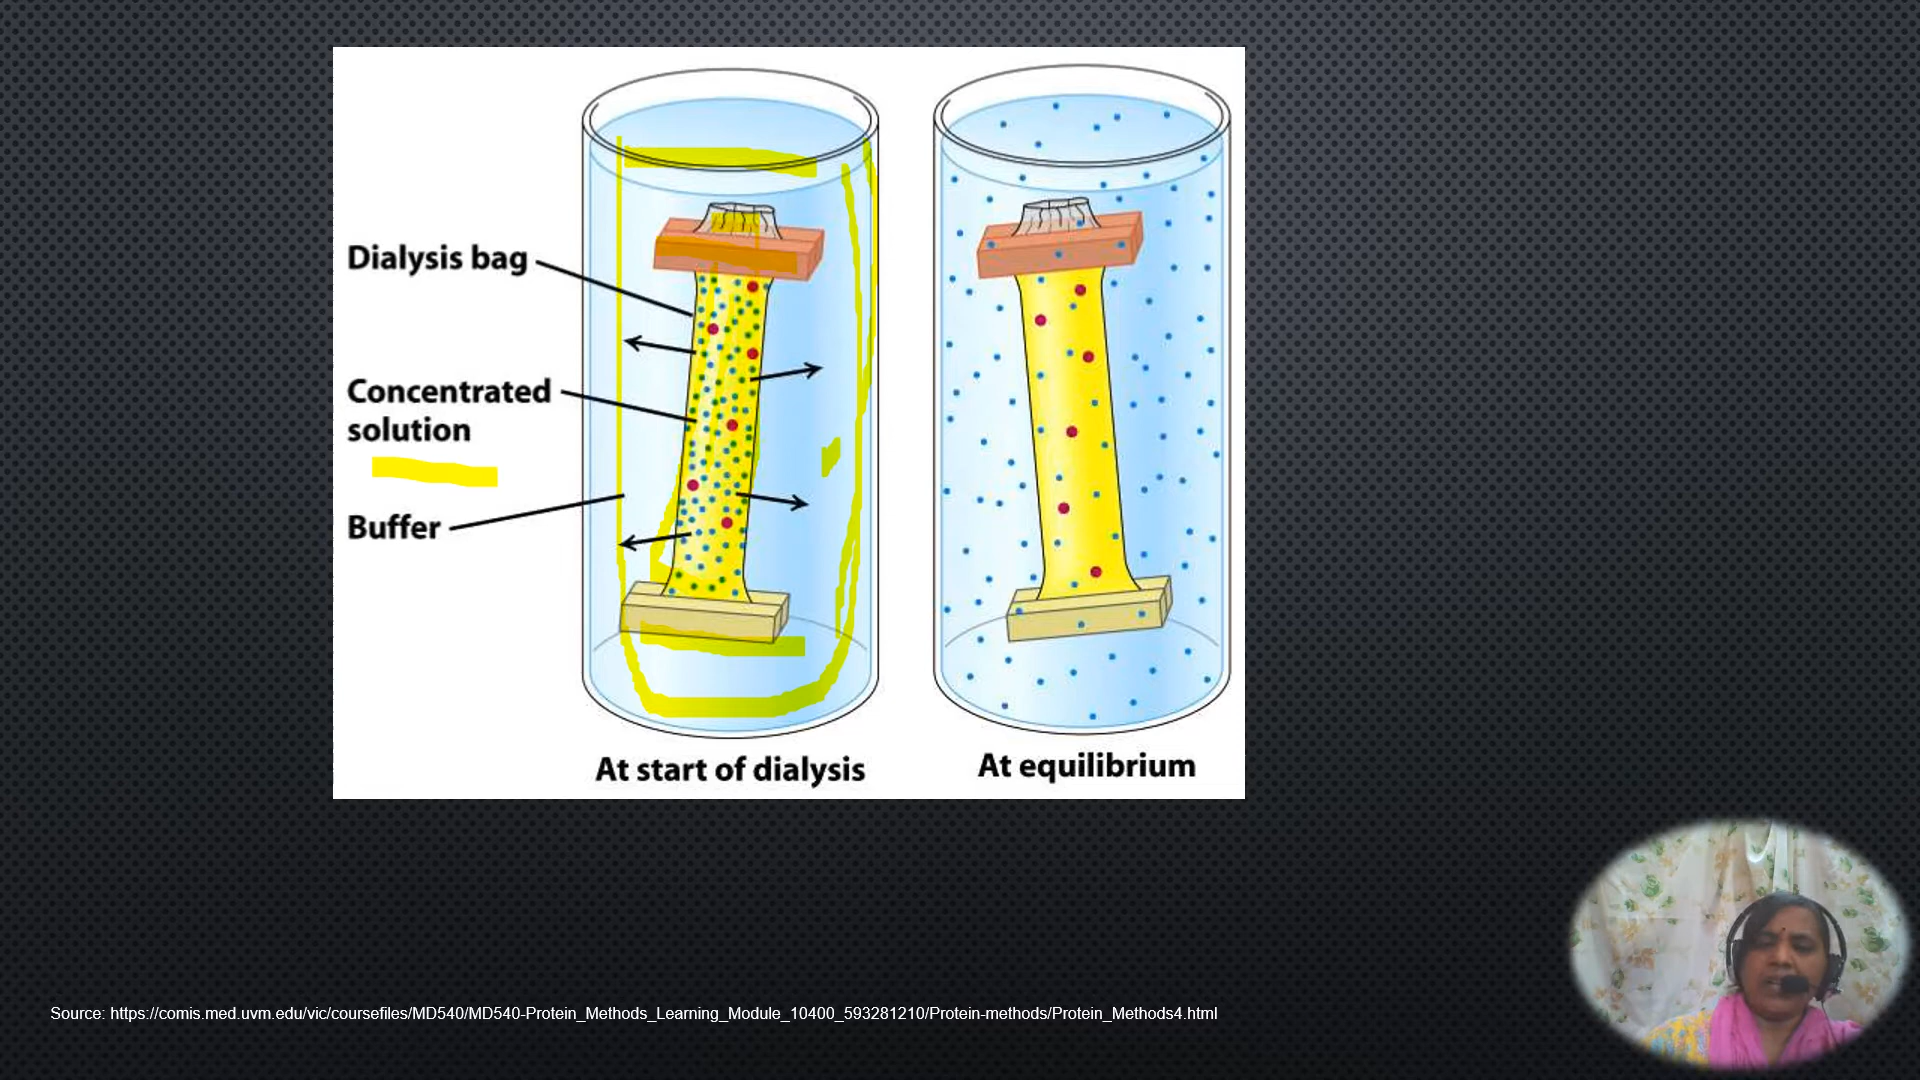 Dialysis bag
Concentrated
solution
Buffer
At start of dialysis
At equilibrium
Source: https://comis.med.uvm.edu/vic/coursefiles/MD540/MD540-Protein_Methods_Learning_Module_10400_593281210/Protein-methods/Protein_Methods4.html